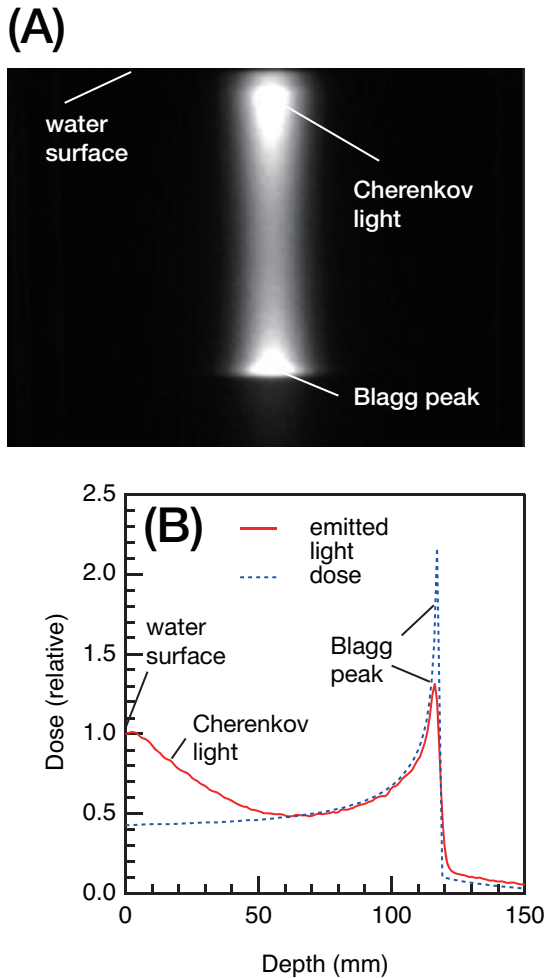 (A)
water
surface
Cherenkov
light
Blagg peak
(B)
emitted
light
dose
water
surface
Cherenkov
light
Blagg
peak
Dose (relative)
2.5
2.0
1.5
1.0
0.5
0.0
0
50
100
150
Depth (mm)